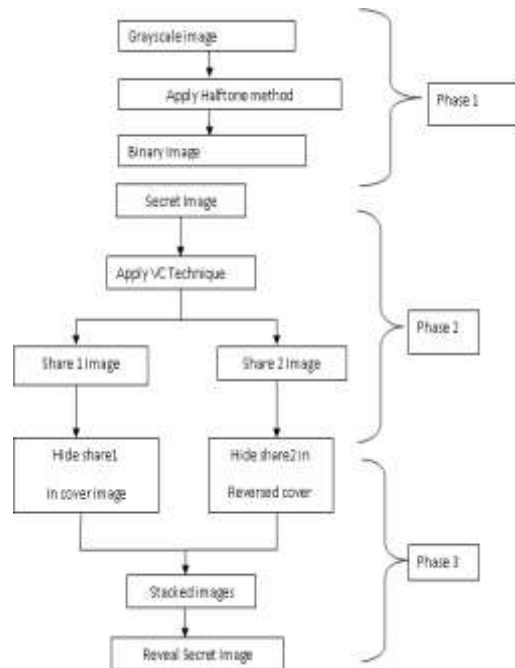 Grayscale image
Apply Halftone method
Phase 1
Binary Image
Secret Image
Apply VC Technique
Phase 2
Share 1 Image
Share 2 Image
Hide share1
In cover image
Hide share2 in
Reversed cover
Phase 3
Stacked images
Reveal Secret Image